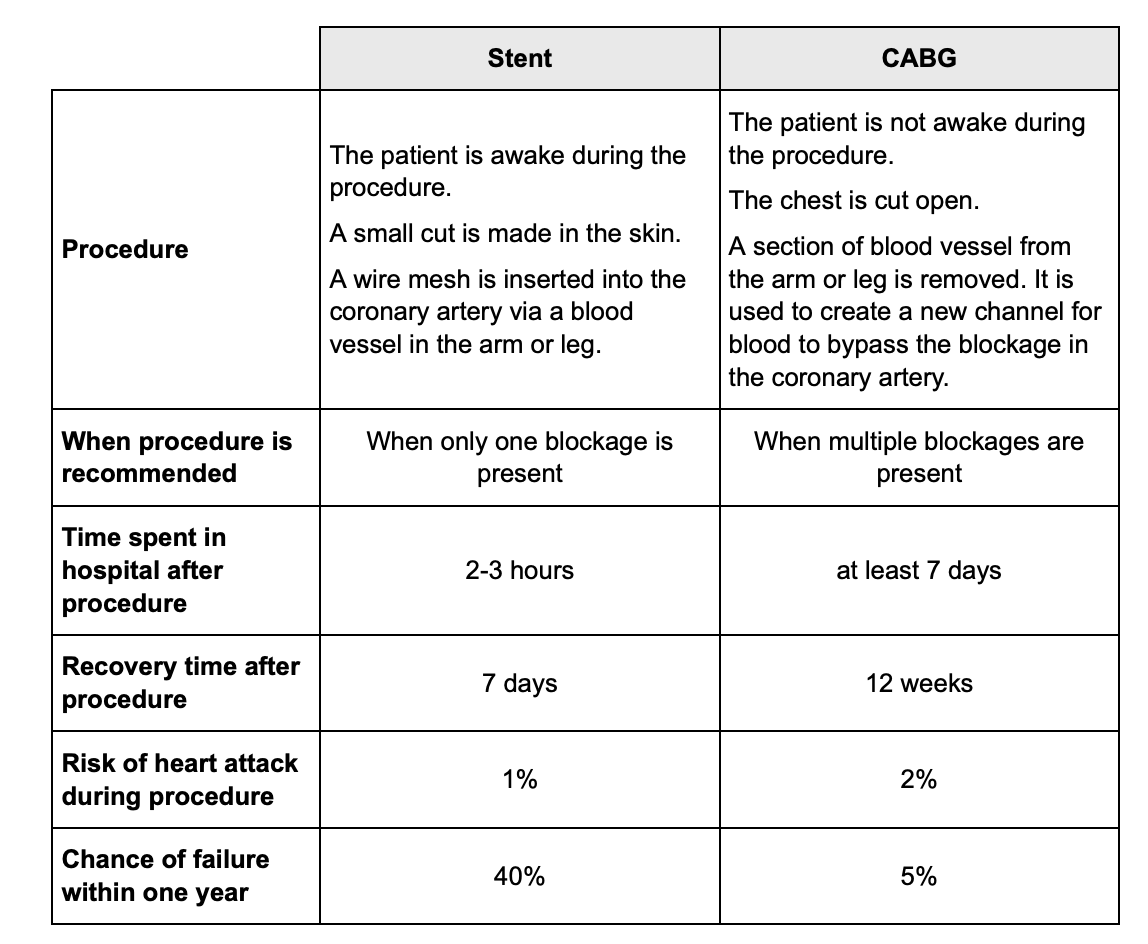 Stent
CABG
Procedure
The patient is awake during the
procedure.
A small cut is made in the skin.
A wire mesh is inserted into the
coronary artery via a blood
vessel in the arm or leg.
The patient is not awake during
the procedure.
The chest is cut open.
A section of blood vessel from
the arm or leg is removed. It is
used to create a new channel for
blood to bypass the blockage in
the coronary artery.
When procedure is
recommended
When only one blockage is
present
When multiple blockages are
present
Time spent in
hospital after
procedure
2-3 hours
at least 7 days
Recovery time after
procedure
7 days
12 weeks
Risk of heart attack
during procedure
1%
2%
Chance of failure
within one year
40%
5%